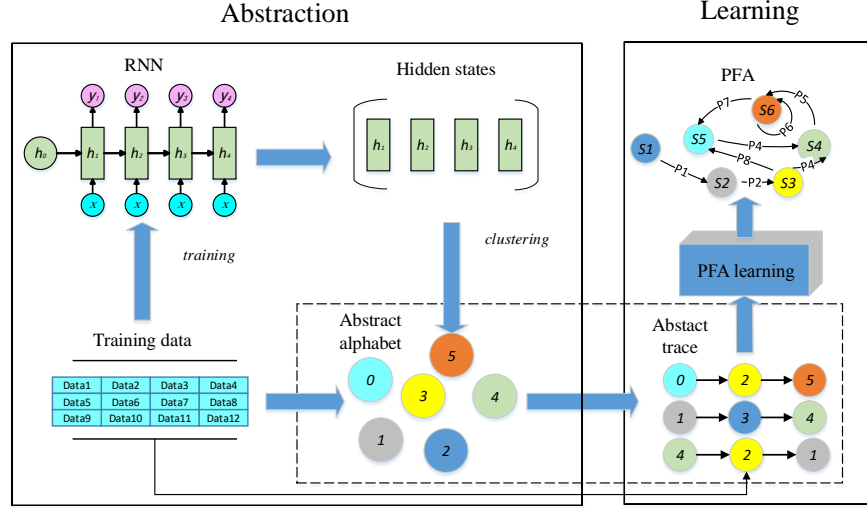 Abstraction
Learning
RNN
Hidden states
PFA
y₁ y₂ y₃ y₄
h₀ h₁ h₂ h₃ h₄
x x x x
h₁ h₂ h₃ h₄
S1 S2 S3 S4 S5 S6
P1 P2 P4 P8 P4 P5 P6 P7
training
clustering
PFA learning
Training data
Data1 Data2 Data3 Data4
Data5 Data6 Data7 Data8
Data9 Data10 Data11 Data12
Abstract
alphabet
0 3 5 4 1 2
Abstact
trace
0 2 5
1 3 4
4 2 1